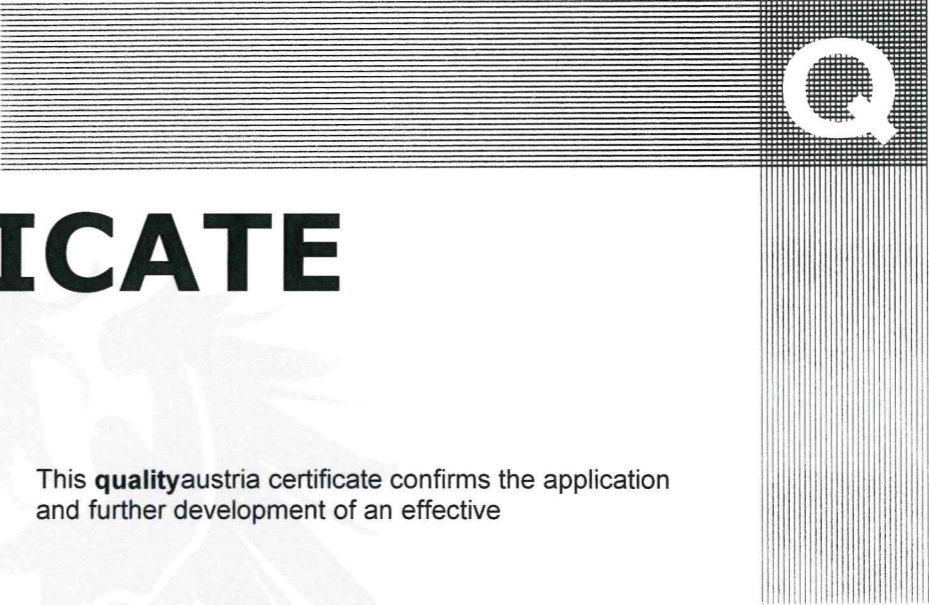 Q
ICATE
This qualityaustria certificate confirms the application
and further development of an effective